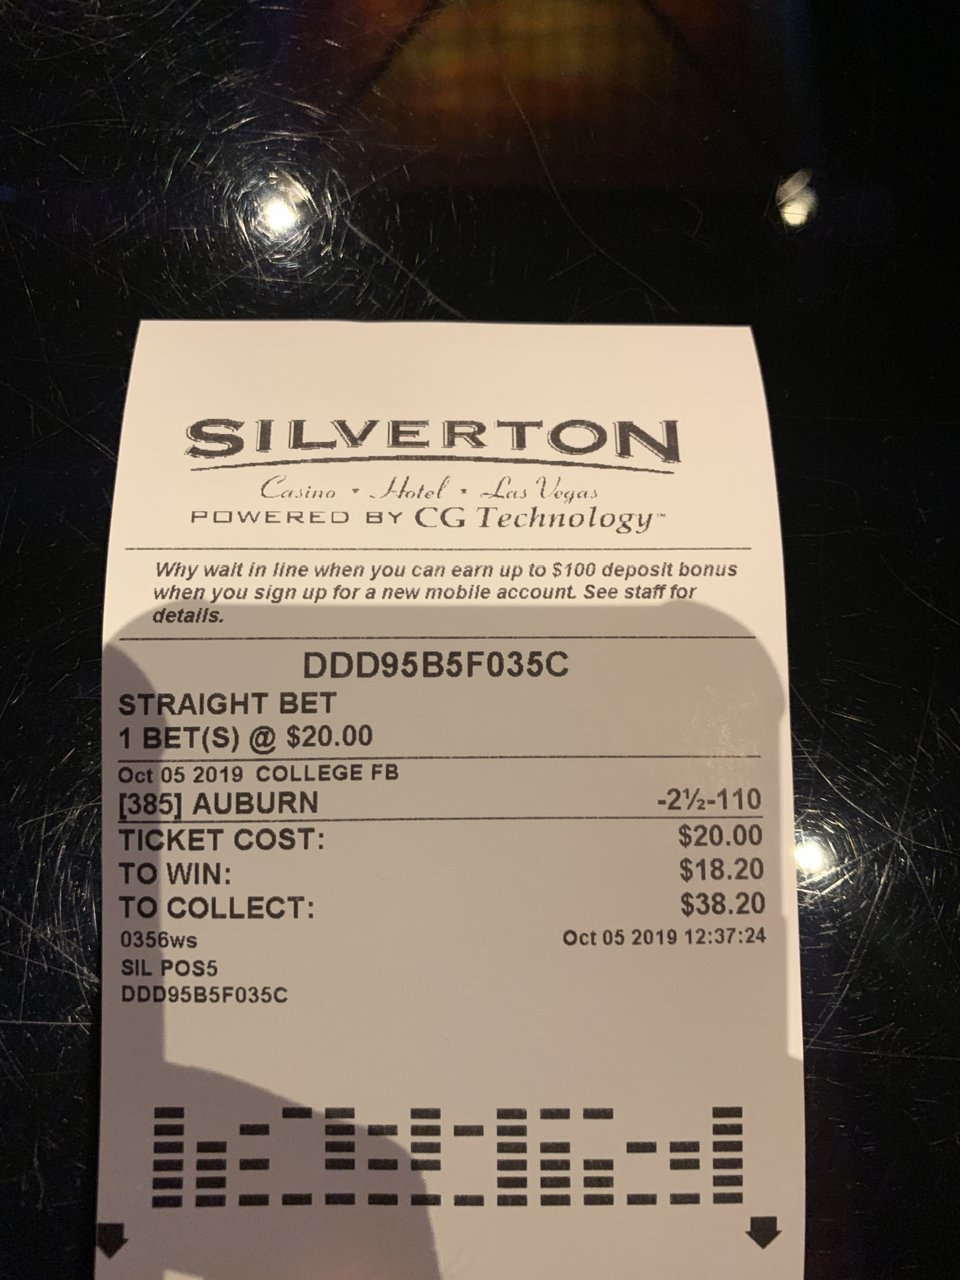 SILVERTON
Casino • Hotel • Las Vegas
POWERED BY CG Technology™
Why wait in line when you can earn up to $100 deposit bonus
when you sign up for a new mobile account. See staff for
details.
DDD95B5F035C
STRAIGHT BET
1 BET(S) @ $20.00
Oct 05 2019 COLLEGE FB
[385] AUBURN -2½-110
TICKET COST: $20.00
TO WIN: $18.20
TO COLLECT: $38.20
0356ws Oct 05 2019 12:37:24
SIL POS5
DDD95B5F035C